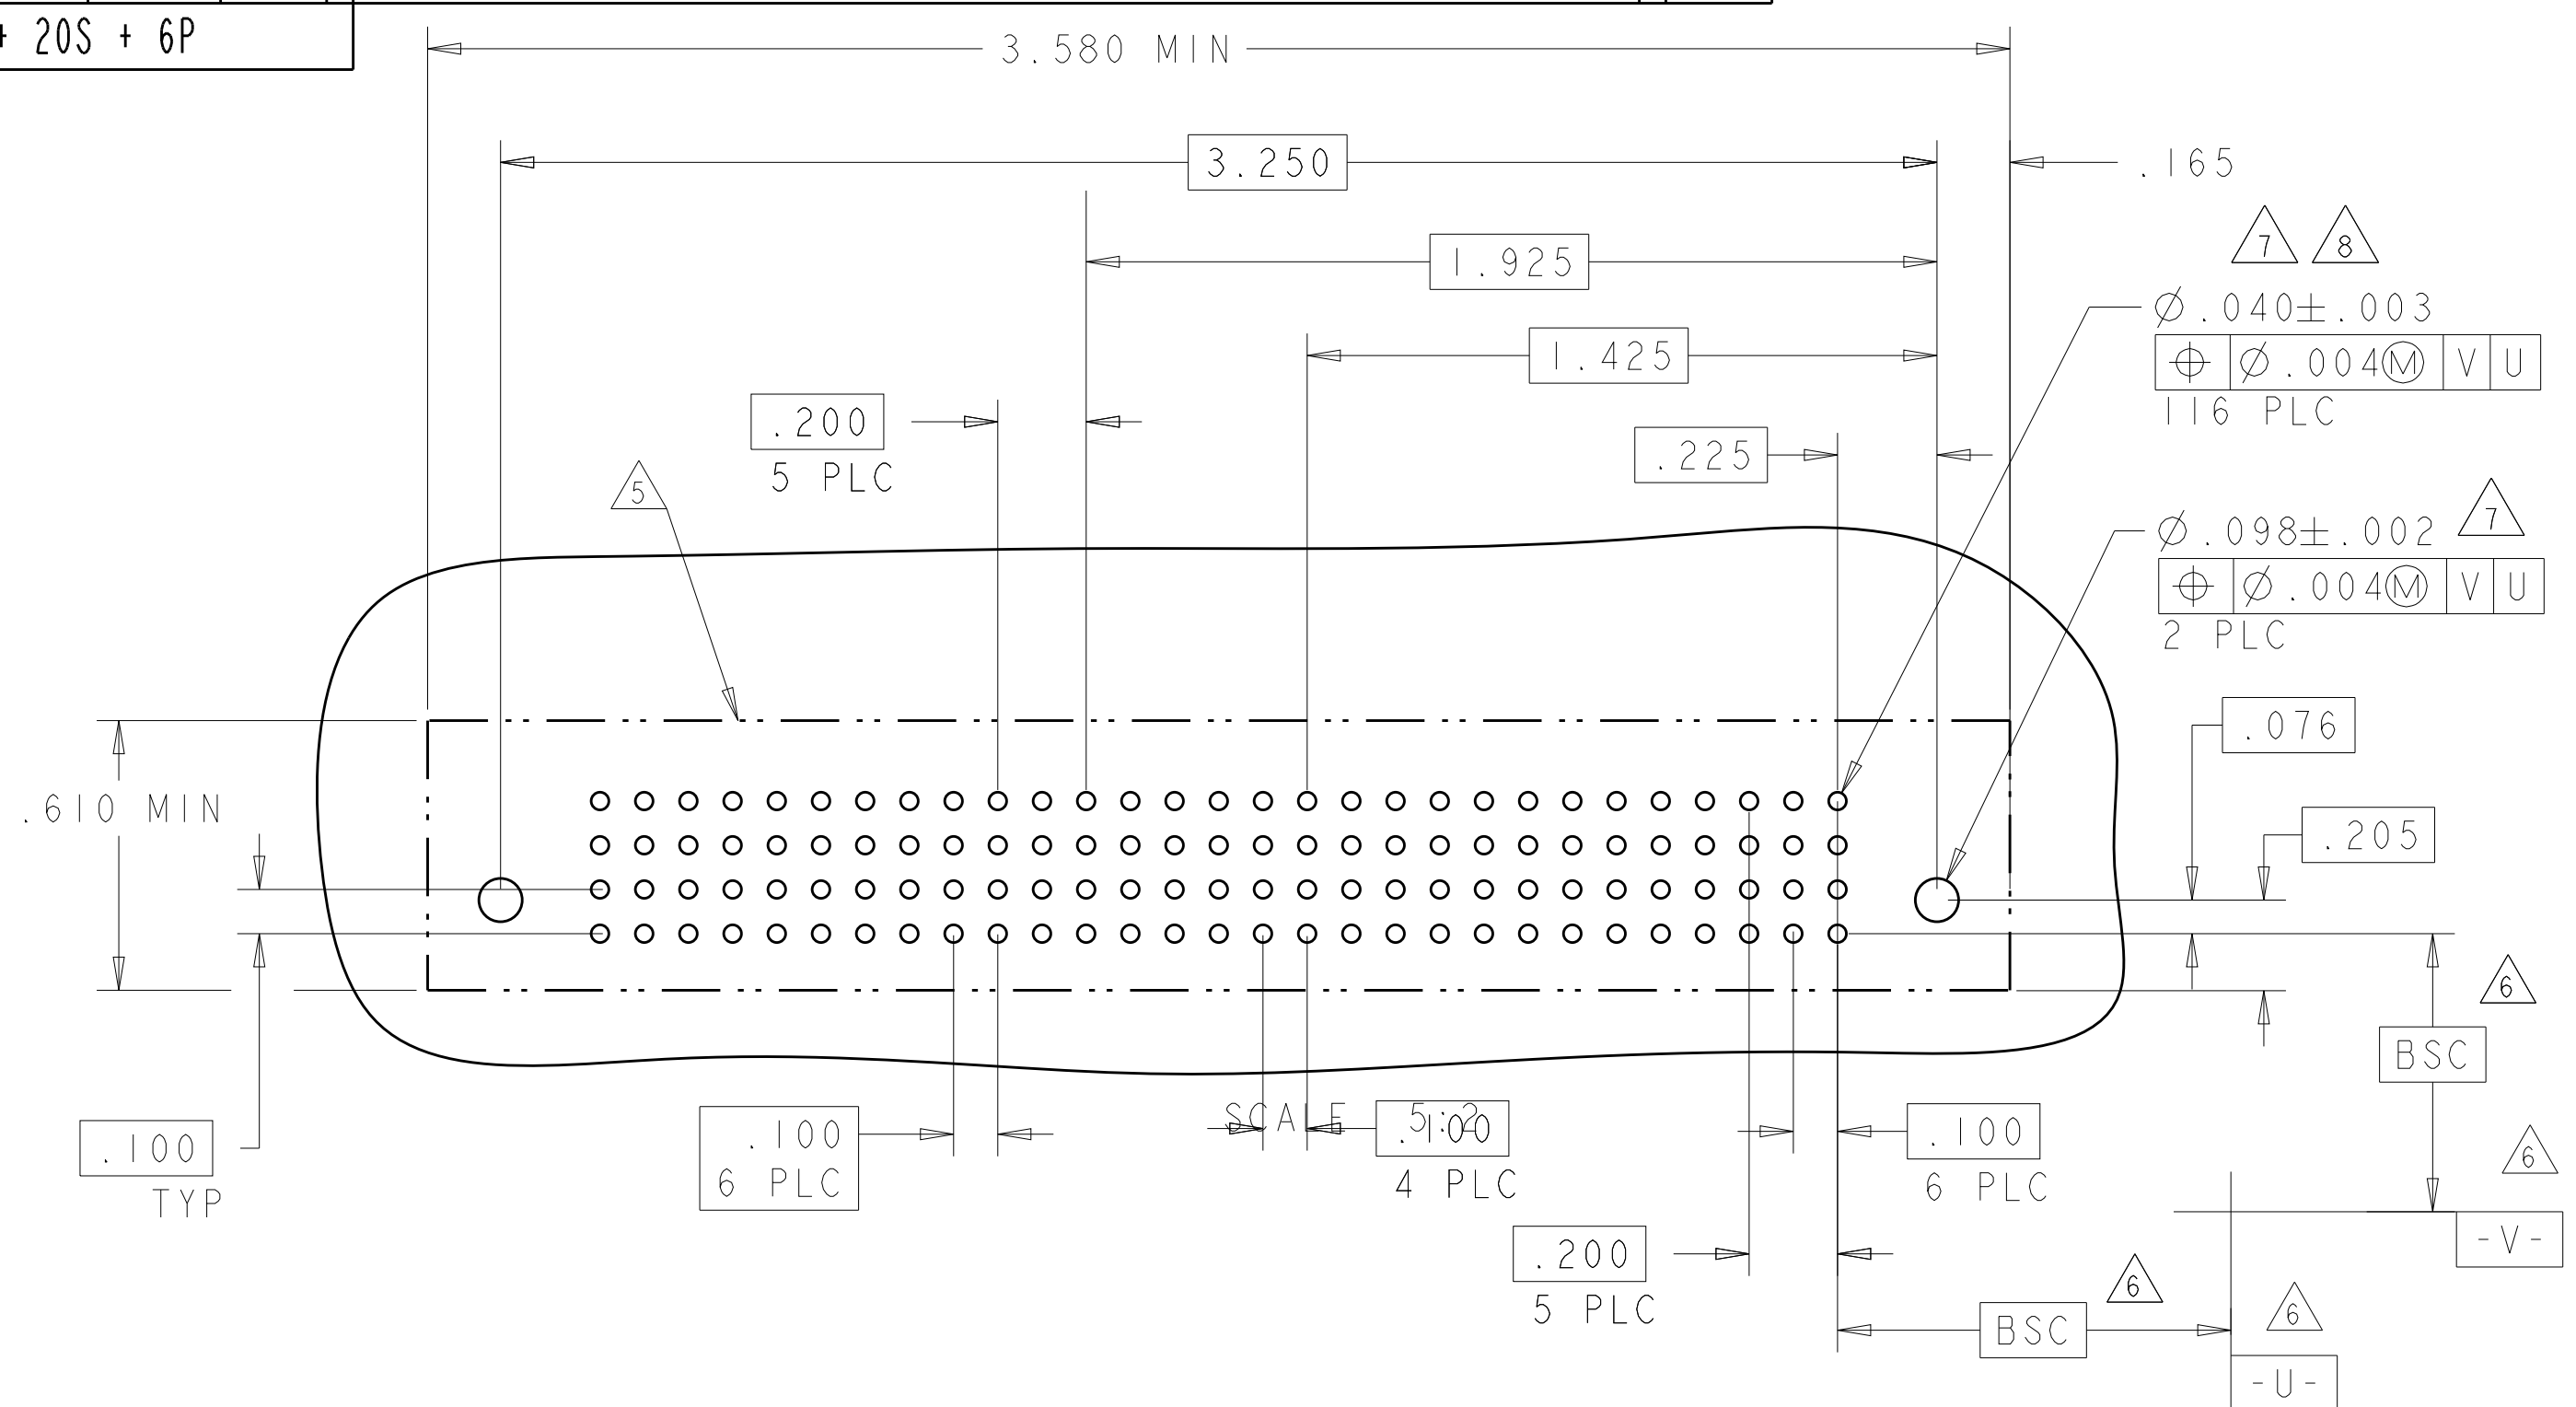 + 20S + 6P
3.580 MIN
3.250
.165
1.925
7 8
1.425
⌀.040±.003
⌖ ⌀.004Ⓜ V U
116 PLC
.200
5 PLC
.225
5
⌀.098±.002 7
⌖ ⌀.004Ⓜ V U
2 PLC
.076
.610 MIN
.205
6
BSC
.100
TYP
.100
6 PLC
SCALE 5:2
.100
4 PLC
.100
6 PLC
6
-V-
.200
5 PLC
6
BSC
6
-U-